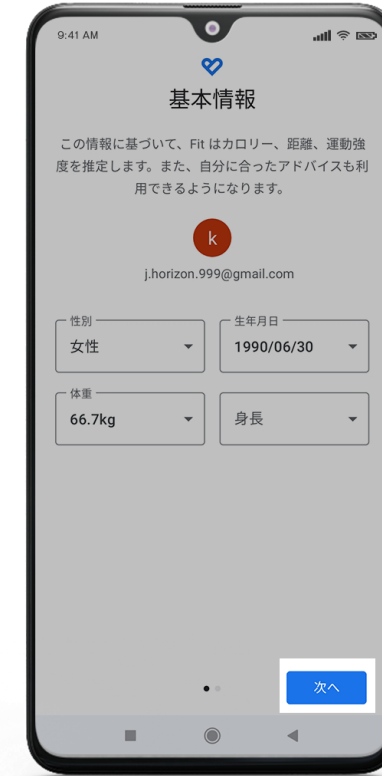 9:41 AM
基本情報
この情報に基づいて、Fit はカロリー、距離、運動強
度を推定します。また、自分に合ったアドバイスも利
用できるようになります。
k
j.horizon.999@gmail.com
性別
女性
生年月日
1990/06/30
体重
66.7kg
身長
次へ